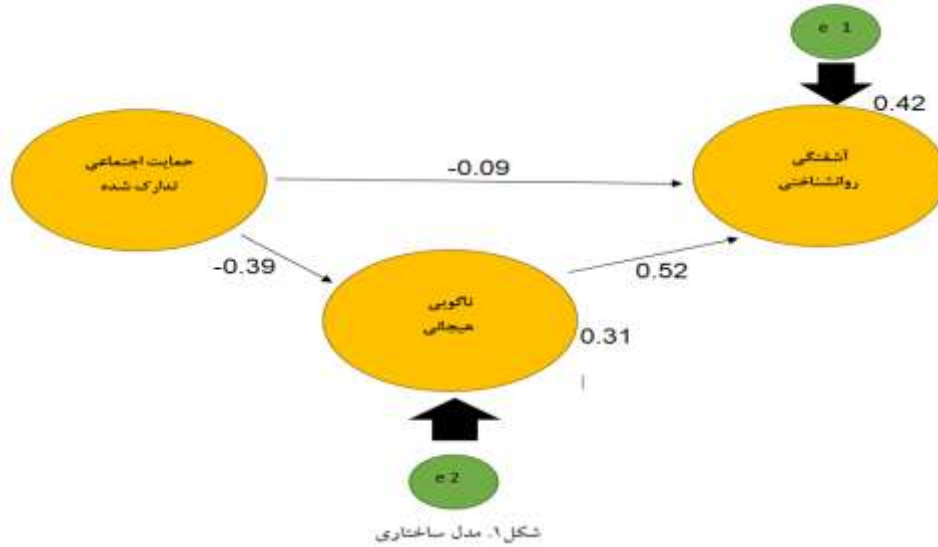 e 1
0.42
آشفتگی
روانشناختی
-0.09
حمایت اجتماعی
تدارک شده
-0.39
0.52
ناگویی
هیجانی
0.31
e 2
شکل۱. مدل ساختاری